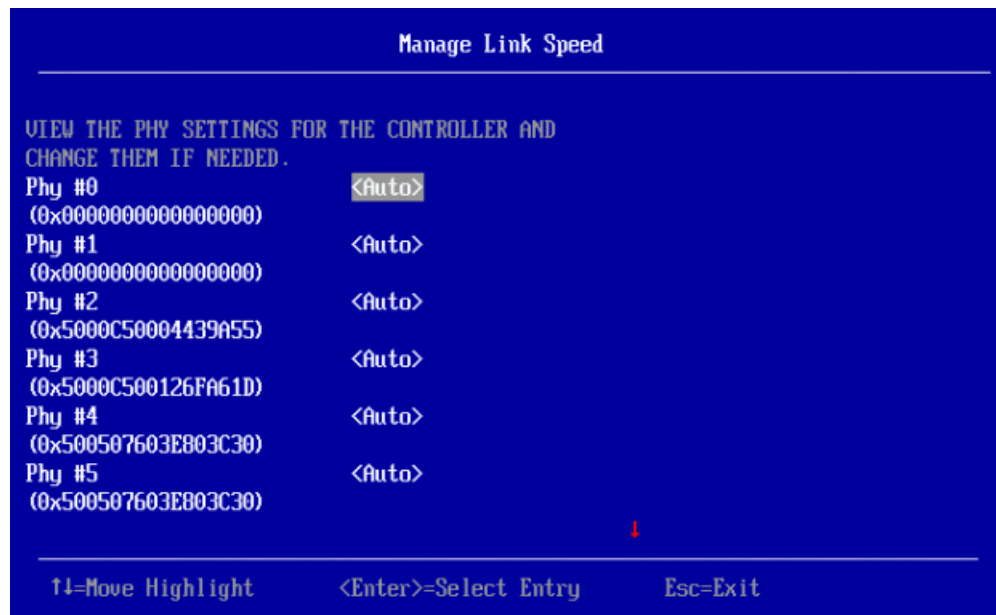 Manage Link Speed
VIEW THE PHY SETTINGS FOR THE CONTROLLER AND
CHANGE THEM IF NEEDED.
Phy #0 <Auto>
(0x0000000000000000)
Phy #1 <Auto>
(0x0000000000000000)
Phy #2 <Auto>
(0x5000C50004439A55)
Phy #3 <Auto>
(0x5000C500126FA61D)
Phy #4 <Auto>
(0x500507603E803C30)
Phy #5 <Auto>
(0x500507603E803C30)
↓
↑↓=Move Highlight <Enter>=Select Entry Esc=Exit